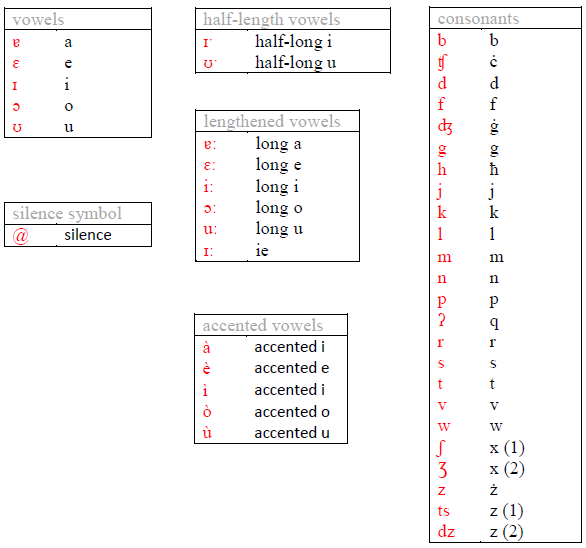 vowels
ɐ a
ɛ e
ɪ i
ɔ o
ʊ u
silence symbol
@ silence
half-length vowels
ɪˑ half-long i
ʊˑ half-long u
lengthened vowels
ɐː long a
ɛː long e
iː long i
ɔː long o
uː long u
ɪː ie
accented vowels
à accented i
è accented e
ì accented i
ò accented o
ù accented u
consonants
b b
ʧ ċ
d d
f f
ʤ ġ
g g
h ħ
j j
k k
l l
m m
n n
p p
ʔ q
r r
s s
t t
v v
w w
ʃ x (1)
ʒ x (2)
z ż
ts z (1)
dz z (2)